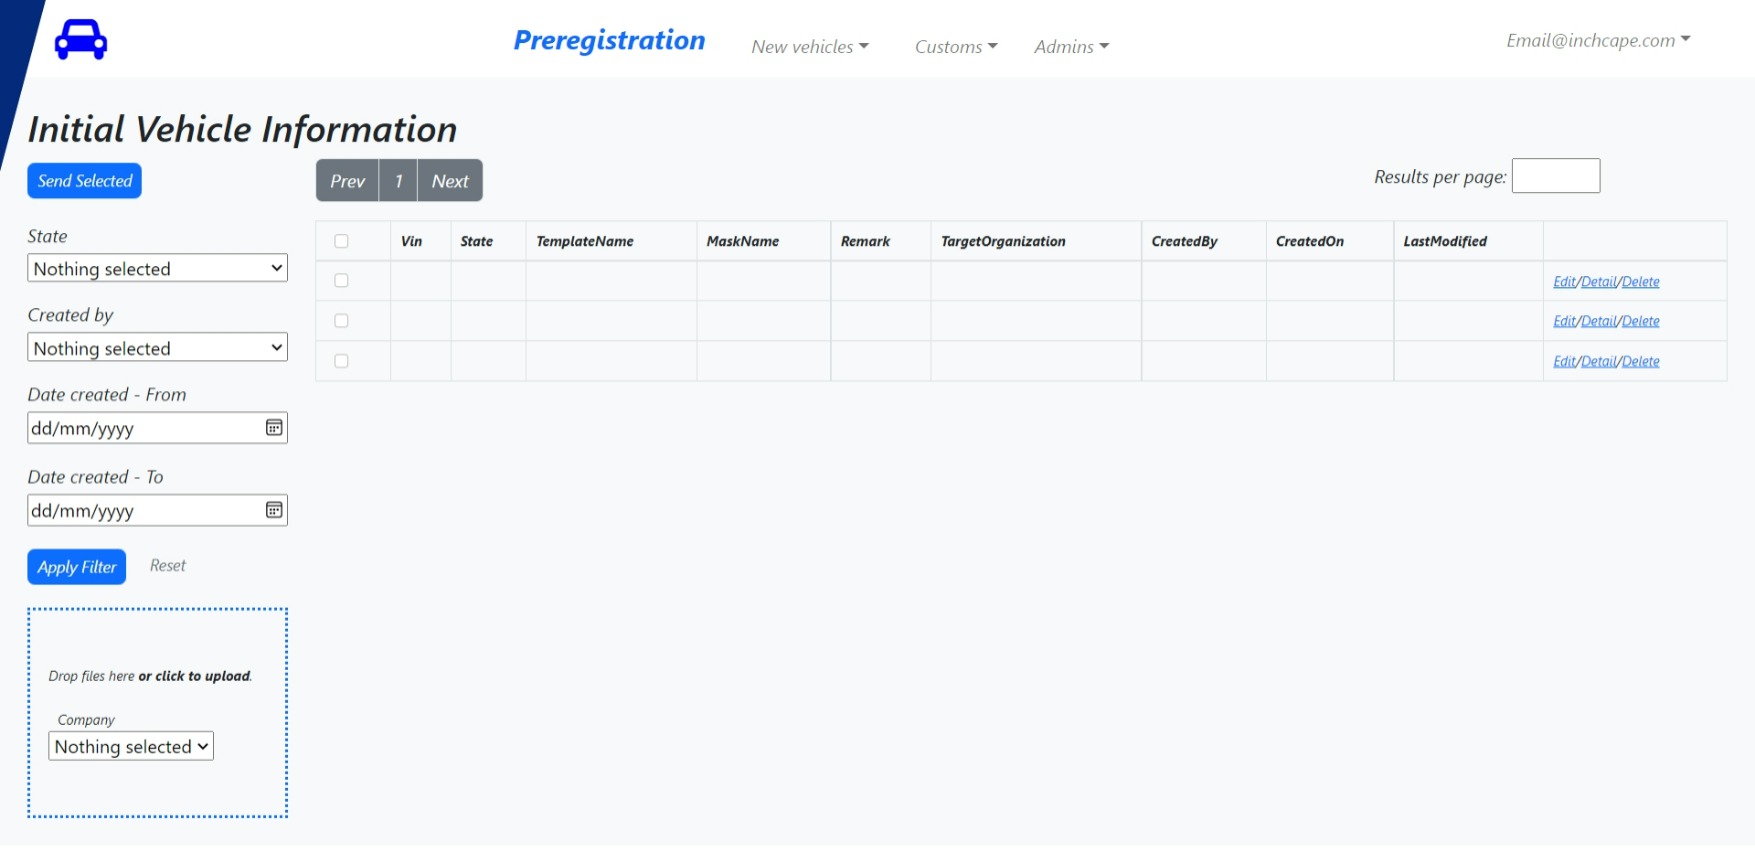 Preregistration New vehicles Customs Admins Email@inchcape.com
Initial Vehicle Information
Send Selected
Prev 1 Next
Results per page:
State
Nothing selected
Created by
Nothing selected
Date created - From
dd/mm/yyyy
Date created - To
dd/mm/yyyy
Apply Filter Reset
Drop files here or click to upload.
Company
Nothing selected
Vin State TemplateName MaskName Remark TargetOrganization CreatedBy CreatedOn LastModified
Edit/Detail/Delete
Edit/Detail/Delete
Edit/Detail/Delete